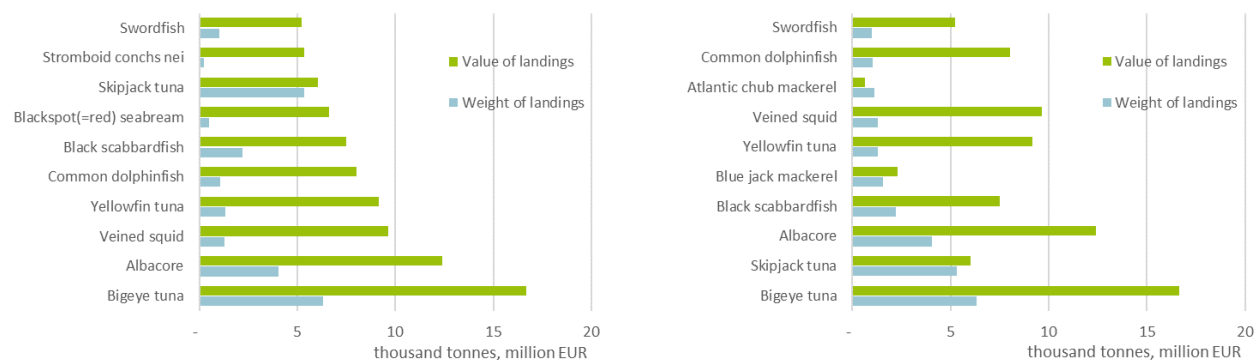 Swordfish
Stromboid conchs nei
Skipjack tuna
Blackspot(=red) seabream
Black scabbardfish
Common dolphinfish
Yellowfin tuna
Veined squid
Albacore
Bigeye tuna
Value of landings
Weight of landings
- 5 10 15 20
thousand tonnes, million EUR
Swordfish
Common dolphinfish
Atlantic chub mackerel
Veined squid
Yellowfin tuna
Blue jack mackerel
Black scabbardfish
Albacore
Skipjack tuna
Bigeye tuna
Value of landings
Weight of landings
- 5 10 15 20
thousand tonnes, million EUR